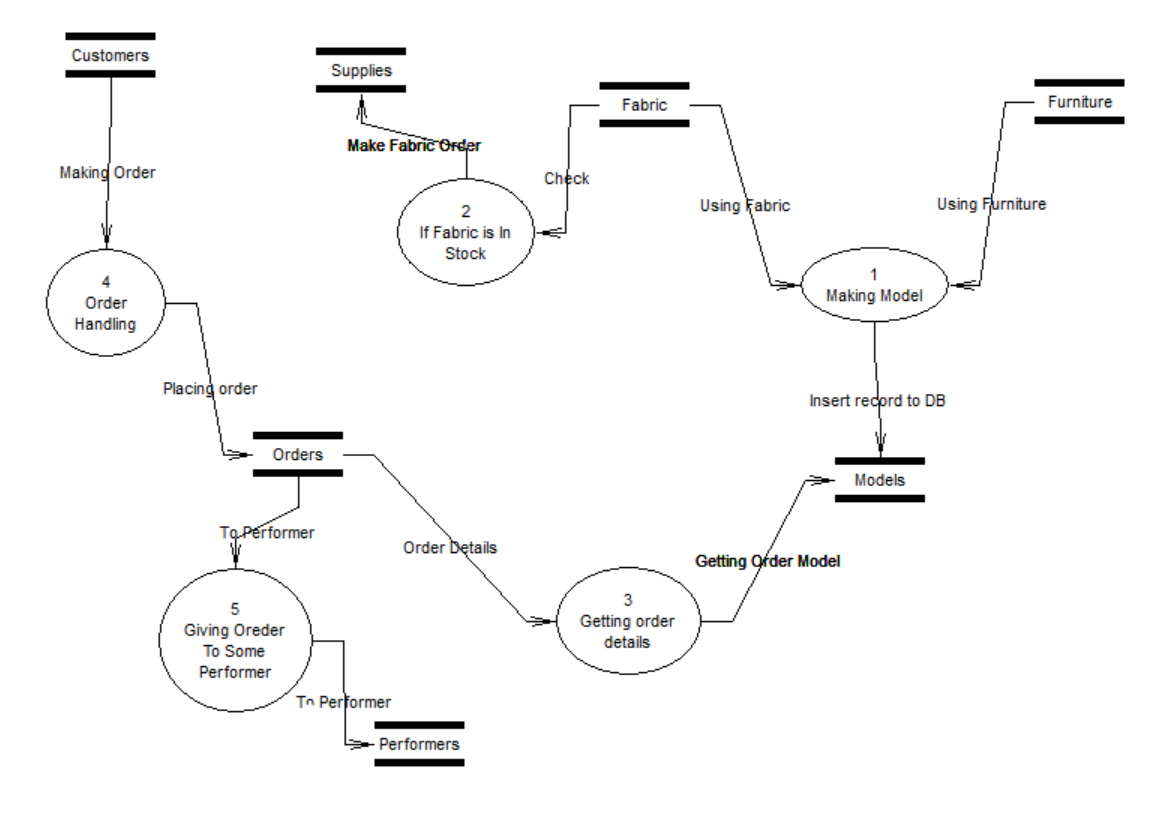 Customers
Supplies
Fabric
Furniture
Make Fabric Order
Making Order
Check
Using Fabric
Using Furniture
2
If Fabric is In
Stock
1
Making Model
4
Order
Handling
Placing order
Insert record to DB
Orders
Models
To Performer
Order Details
Getting Order Model
3
Getting order
details
5
Giving Oreder
To Some
Performer
To Performer
Performers